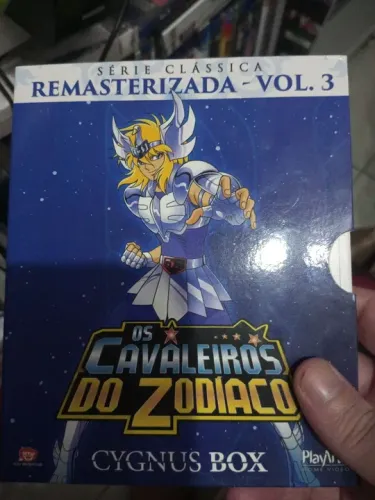 SÉRIE CLÁSSICA
REMASTERIZADA - VOL. 3
OS
CAVALEIROS
DO ZODÍACO
CYGNUS BOX